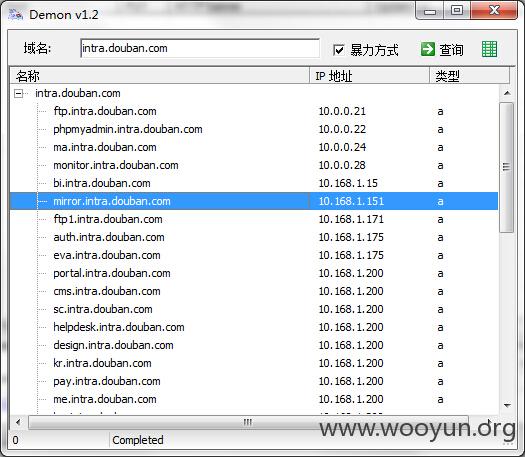 Demon v1.2
域名: intra.douban.com 暴力方式 查询
名称 IP 地址 类型
intra.douban.com
ftp.intra.douban.com 10.0.0.21 a
phpmyadmin.intra.douban.com 10.0.0.22 a
ma.intra.douban.com 10.0.0.24 a
monitor.intra.douban.com 10.0.0.28 a
bi.intra.douban.com 10.168.1.15 a
mirror.intra.douban.com 10.168.1.151 a
ftp1.intra.douban.com 10.168.1.171 a
auth.intra.douban.com 10.168.1.175 a
eva.intra.douban.com 10.168.1.175 a
portal.intra.douban.com 10.168.1.200 a
cms.intra.douban.com 10.168.1.200 a
sc.intra.douban.com 10.168.1.200 a
helpdesk.intra.douban.com 10.168.1.200 a
design.intra.douban.com 10.168.1.200 a
kr.intra.douban.com 10.168.1.200 a
pay.intra.douban.com 10.168.1.200 a
me.intra.douban.com 10.168.1.200 a
www.wooyun.org
0 Completed